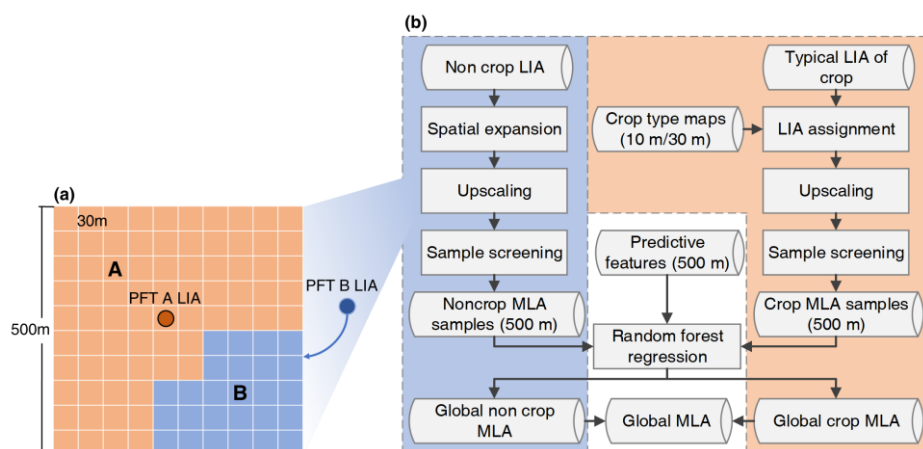 (a)
30m
A
PFT A LIA
500m
B
PFT B LIA
(b)
Non crop LIA
Spatial expansion
Upscaling
Sample screening
Noncrop MLA
samples (500 m)
Typical LIA of
crop
Crop type maps
(10 m/30 m)
LIA assignment
Upscaling
Sample screening
Crop MLA samples
(500 m)
Predictive
features (500 m)
Random forest
regression
Global non crop
MLA
Global MLA
Global crop MLA